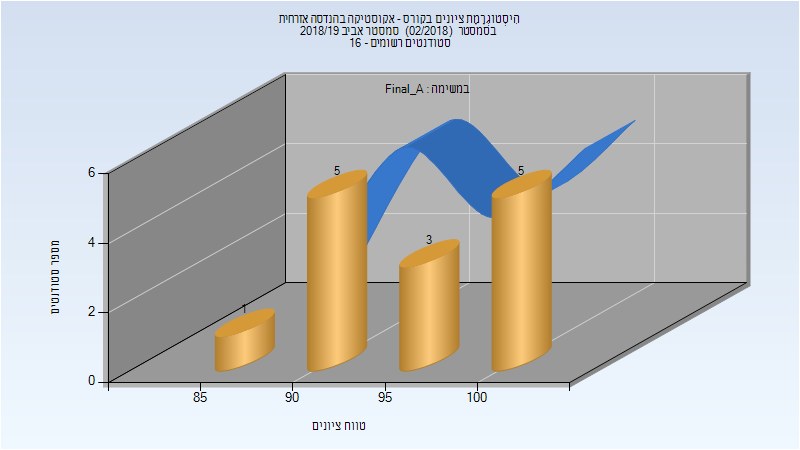 היסטוגרמת ציונים בקורס - אקוסטיקה בהנדסה אזרחית
בסמסטר (02/2018) סמסטר אביב 2018/19
סטודנטים רשומים - 16
במשימה : Final_A
6
4
2
0
5
5
3
1
85
90
95
100
מספר סטודנטים
טווח ציונים